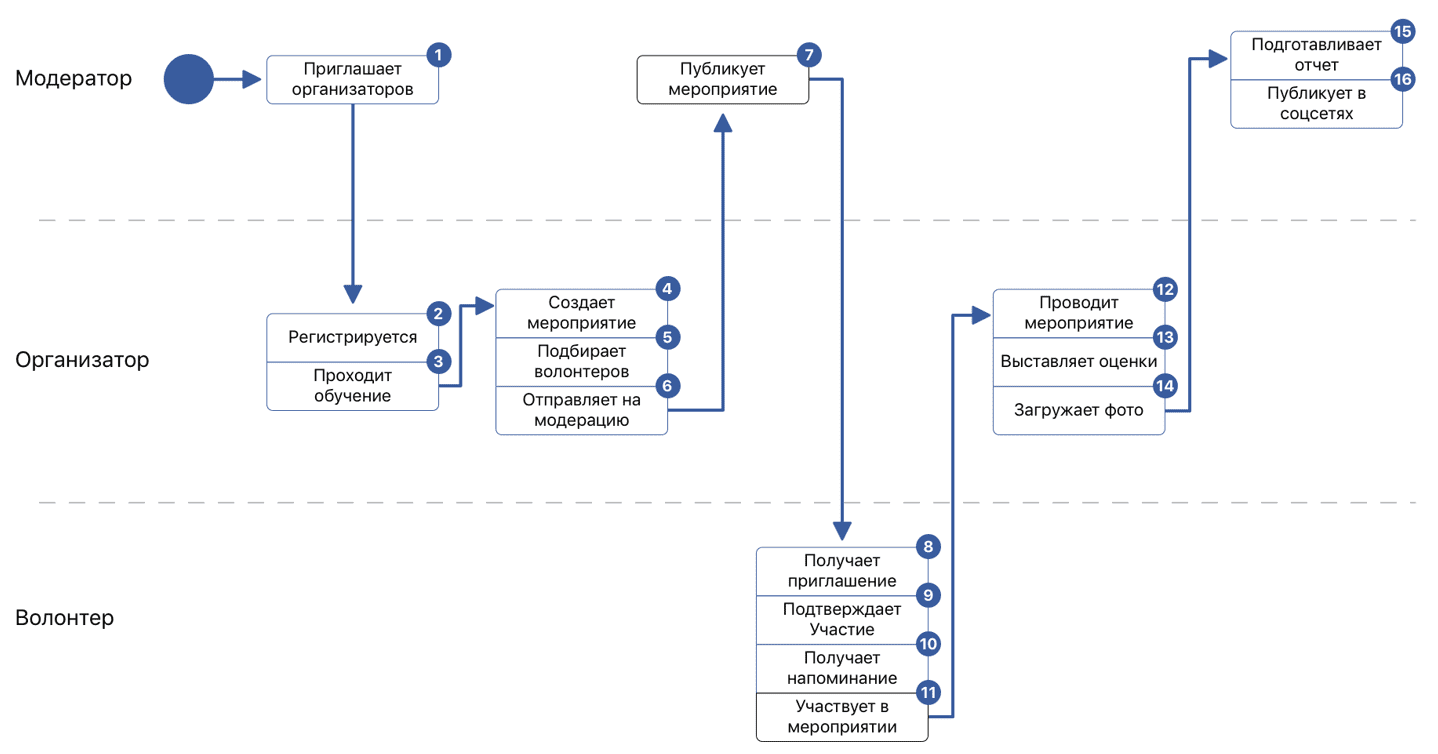 Модератор
1
Приглашает
организаторов
7
Публикует
мероприятие
15
Подготавливает
отчет
16
Публикует в
соцсетях
Организатор
2
Регистрируется
3
Проходит
обучение
4
Создает
мероприятие
5
Подбирает
волонтеров
6
Отправляет на
модерацию
12
Проводит
мероприятие
13
Выставляет оценки
14
Загружает фото
Волонтер
8
Получает
приглашение
9
Подтверждает
Участие
10
Получает
напоминание
11
Участвует в
мероприятии